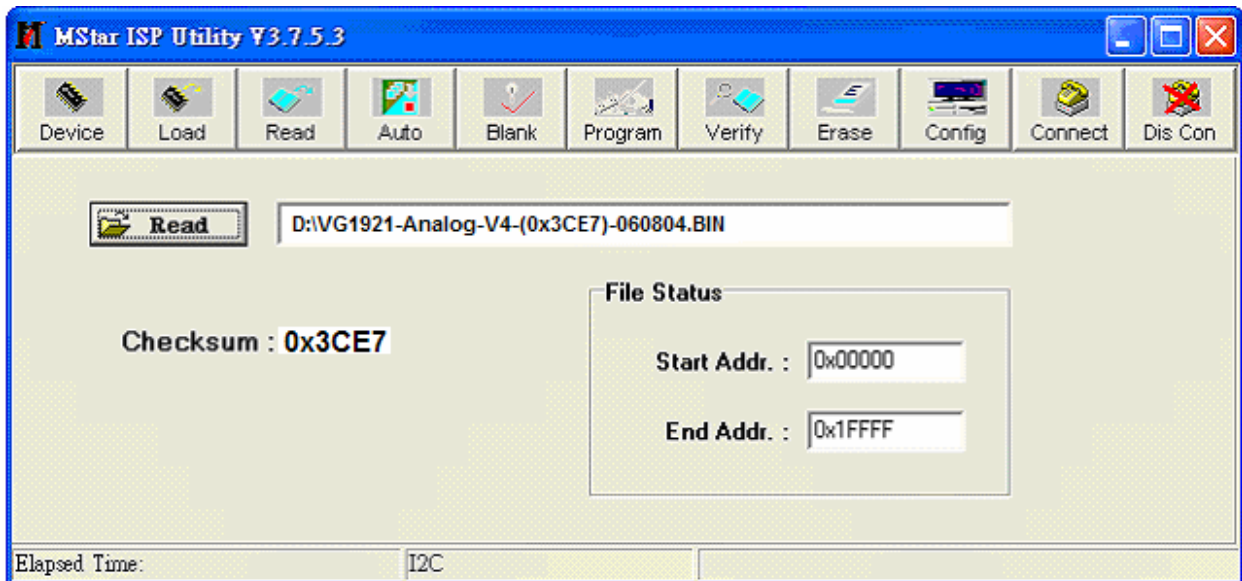 MStar ISP Utility V3.7.5.3
Device Load Read Auto Blank Program Verify Erase Config Connect Dis Con
Read D:\VG1921-Analog-V4-(0x3CE7)-060804.BIN
File Status
Checksum : 0x3CE7
Start Addr. : 0x00000
End Addr. : 0x1FFFF
Elapsed Time: I2C